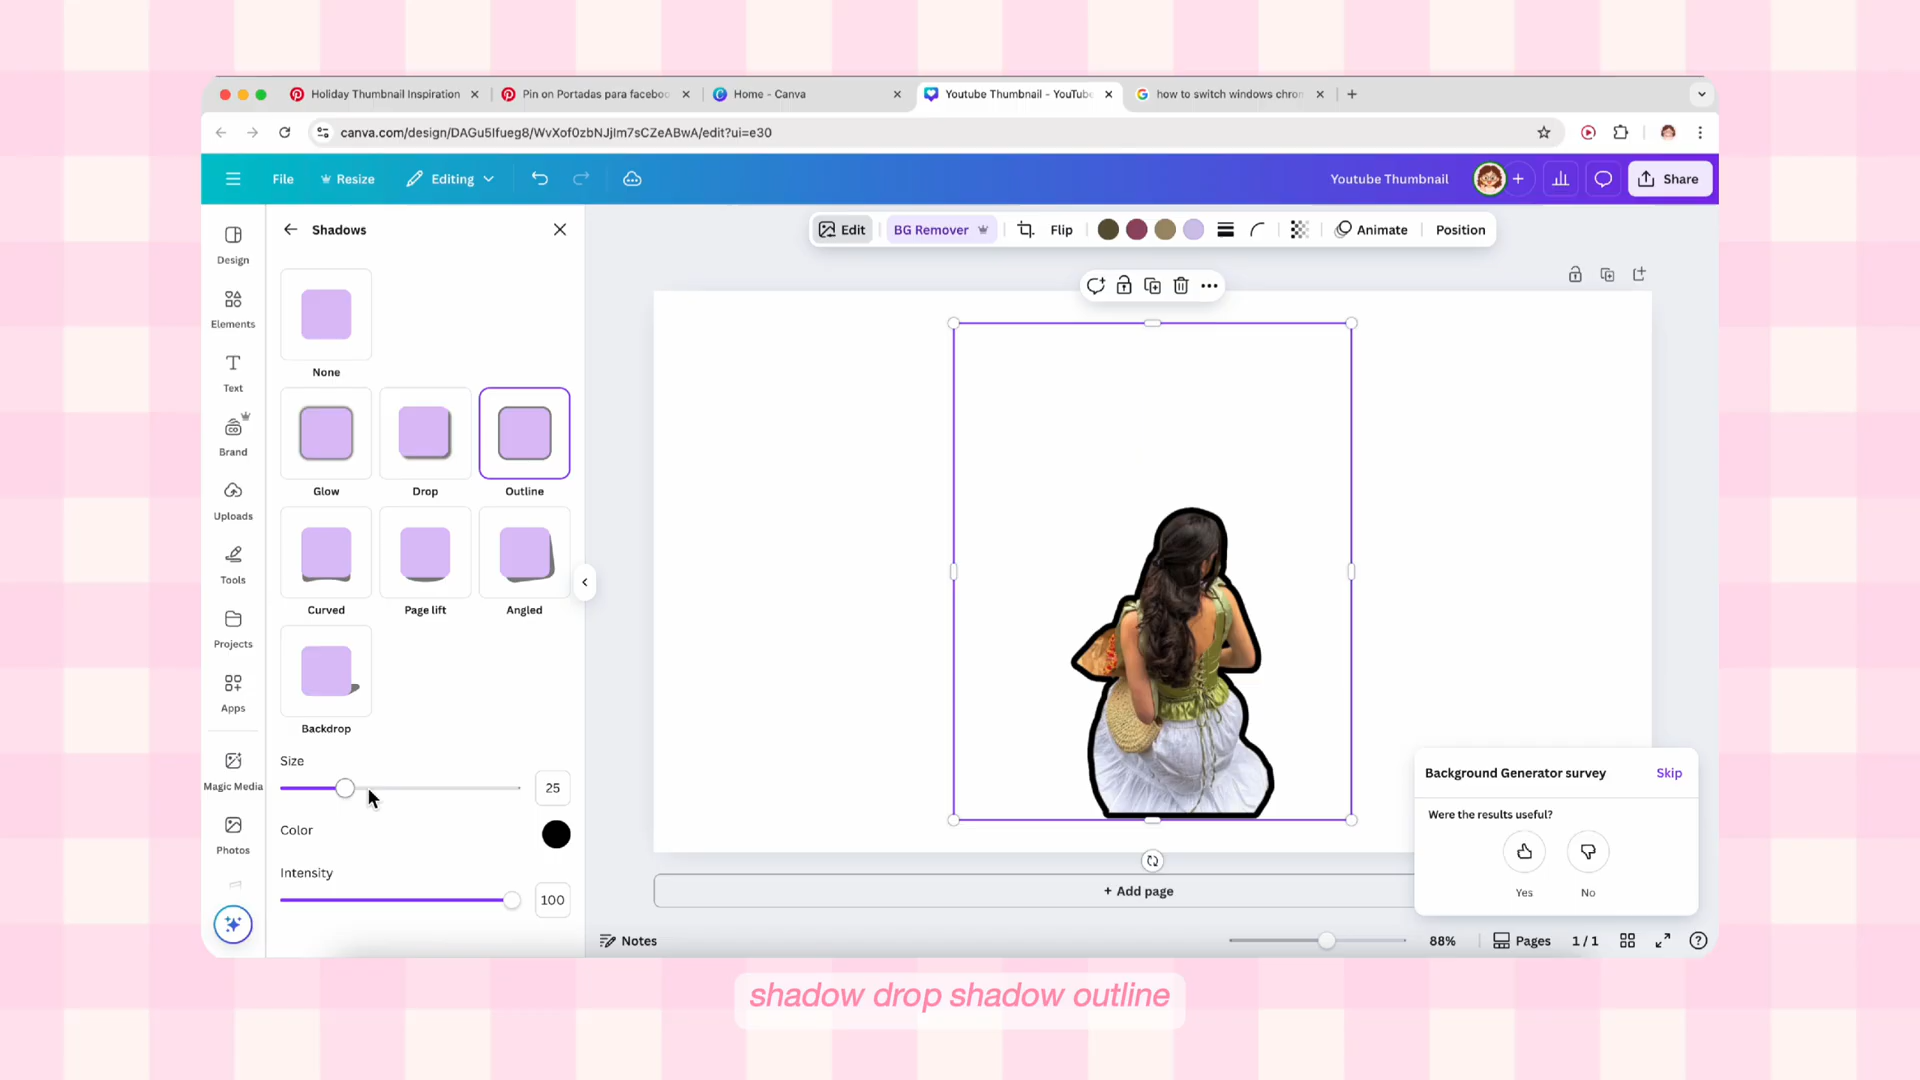 Holiday Thumbnail Inspiration
Pin on Portadas para faceboo
Home - Canva
Youtube Thumbnail - YouTube
how to switch windows chron
canva.com/design/DAGu5Ifueg8/WvXof0zbNJjIm7sCZeABwA/edit?ui=e30
File
Resize
Editing
Youtube Thumbnail
Share
Shadows
Edit
BG Remover
Flip
Animate
Position
Design
Elements
Text
Brand
Uploads
Tools
Projects
Apps
Magic Media
Photos
None
Glow
Drop
Outline
Curved
Page lift
Angled
Backdrop
Size
25
Color
Intensity
100
Background Generator survey
Skip
Were the results useful?
Yes
No
+ Add page
Notes
88%
Pages
1 / 1
shadow drop shadow outline